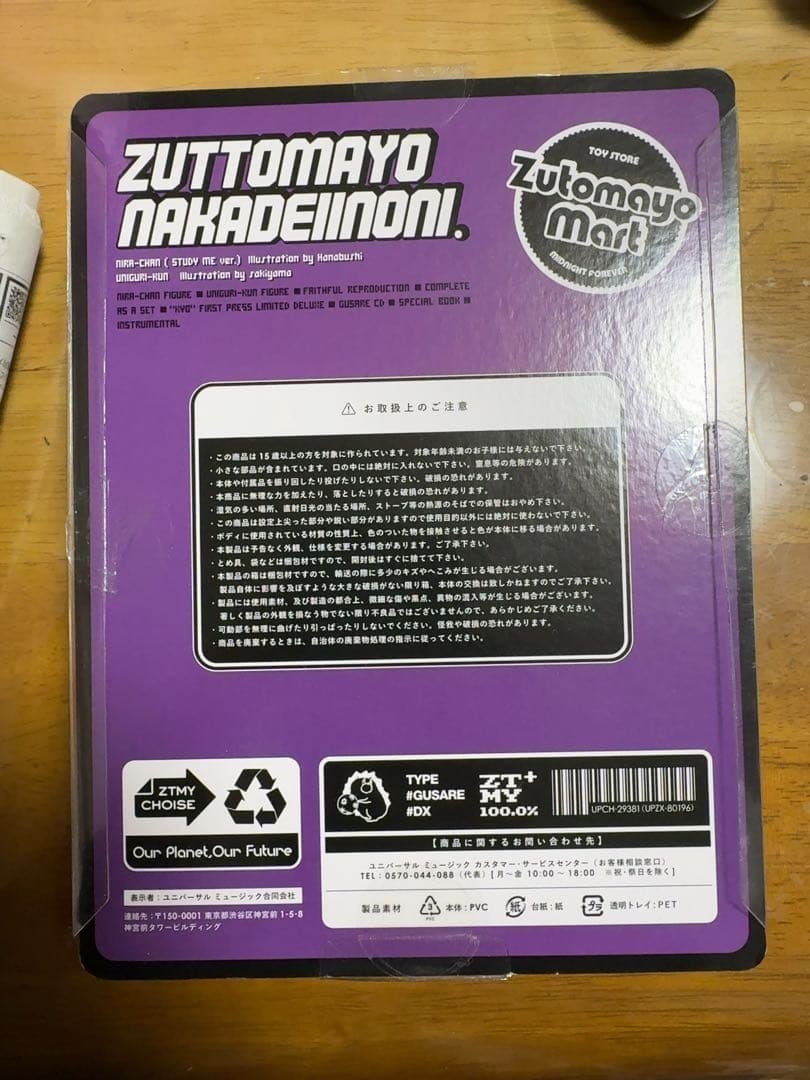 ZUTTOMAYO
NAKADEIINONI.
NIRA-CHAN ( STUDY ME ver.) Illustration by Hanabushi
UNIGURI-KUN Illustration by sakiyama
NIRA-CHAN FIGURE ■ UNIGURI-KUN FIGURE ■ FAITHFUL REPRODUCTION ■ COMPLETE
AS A SET ■ "KYO" FIRST PRESS LIMITED DELUXE ■ GUSARE CD ■ SPECIAL BOOK ■
INSTRUMENTAL
TOY STORE
Zutomayo
Mart
MIDNIGHT FOREVER
⚠ お取扱上のご注意
・この商品は15歳以上の方を対象に作られています。対象年齢未満のお子様には与えないで下さい。
・小さな部品が含まれています。口の中には絶対に入れないで下さい。窒息等の危険があります。
・本体や付属品を振り回したり投げたりしないで下さい。破損の恐れがあります。
・本商品に無理な力を加えたり、落としたりすると破損の恐れがあります。
・湿気の多い場所、直射日光の当たる場所、ストーブ等の熱源のそばでの保管はおやめ下さい。
・この商品は設定上尖った部分や鋭い部分がありますので使用目的以外には絶対に使わないで下さい。
・ボディに使用されている材質の性質上、色のついた物を接触させると色が本体に移る場合があります。
・本製品は予告なく外観、仕様を変更する場合があります。ご了承下さい。
・とめ具、袋などは梱包材ですので、開封後はすぐに捨てて下さい。
・本製品の箱は梱包材ですので、輸送の際に多少のキズやへこみが生じる場合がございます。
製品自体に影響を及ぼすような大きな破損がない限り箱、本体の交換は致しかねますのでご了承下さい。
・製品には使用素材、及び製造の都合上、微細な傷や黒点、異物の流入等が生じる場合がございます。
著しく製品の外観を損なう物でない限り不良品ではございませんので、あらかじめご了承ください。
・可動部を無理に曲げたり引っぱったりしないでください。怪我や破損の恐れがあります。
・商品を廃棄するときは、自治体の廃棄物処理の指示に従ってください。
ZTMY
CHOISE
Our Planet,Our Future
表示者：ユニバーサル ミュージック合同会社
連絡先：〒150-0001 東京都渋谷区神宮前 1-5-8
神宮前タワービルディング
TYPE
#GUSARE
#DX
ZT+
MY
100.0%
UPCH-29381(UPZX-80196)
【商品に関するお問い合わせ先】
ユニバーサル ミュージック カスタマー・サービスセンター（お客様相談窓口）
TEL：0570-044-088（代表）[月〜金 10:00 〜 18:00 ※祝・祭日を除く]
製品素材 3 PVC 本体：PVC 紙 台紙：紙 プラ 透明トレイ：PET